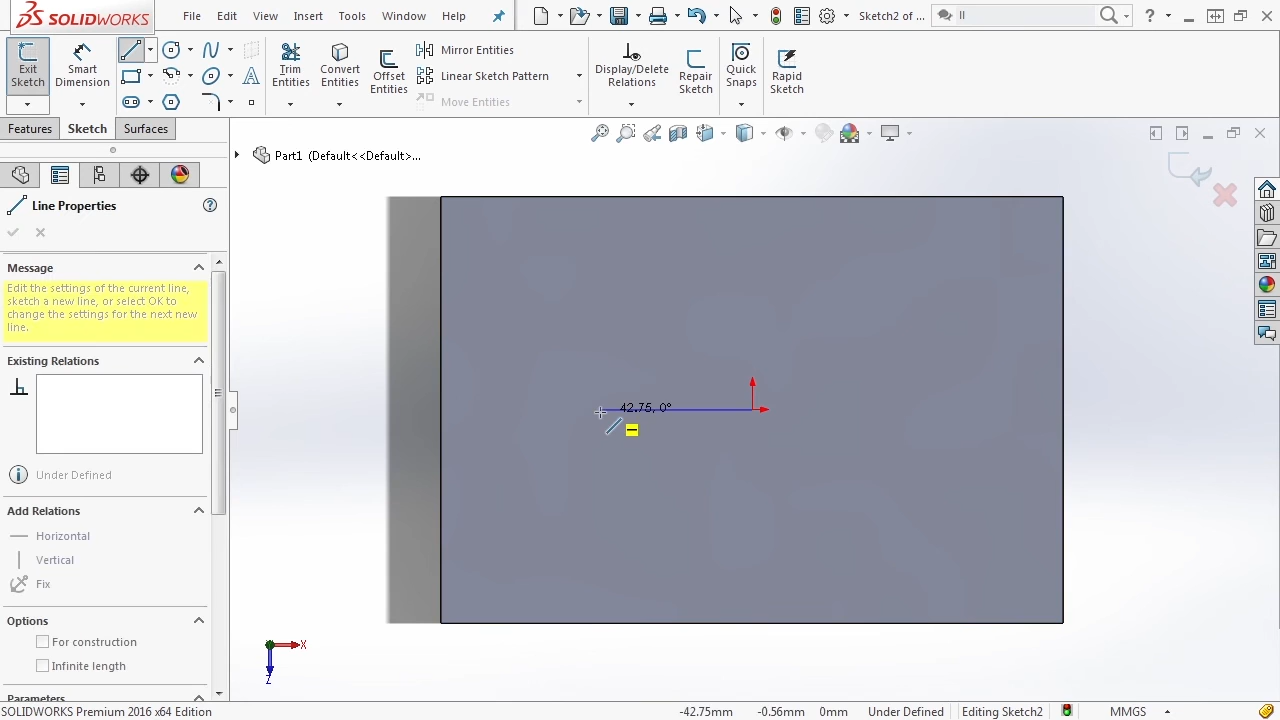 SOLIDWORKS
File Edit View Insert Tools Window Help
Sketch2 of ...
ll
?
Exit Sketch
Smart Dimension
Trim Entities
Convert Entities
Offset Entities
Mirror Entities
Linear Sketch Pattern
Move Entities
Display/Delete Relations
Repair Sketch
Quick Snaps
Rapid Sketch
Features Sketch Surfaces
Part1 (Default<<Default>...
Line Properties
?
Message
Edit the settings of the current line,
sketch a new line, or select OK to
change the settings for the next new
line.
Existing Relations
Under Defined
Add Relations
Horizontal
Vertical
Fix
Options
For construction
Infinite length
Parameters
42.75, 0°
X
Z
SOLIDWORKS Premium 2016 x64 Edition
-42.75mm -0.56mm 0mm Under Defined Editing Sketch2 MMGS